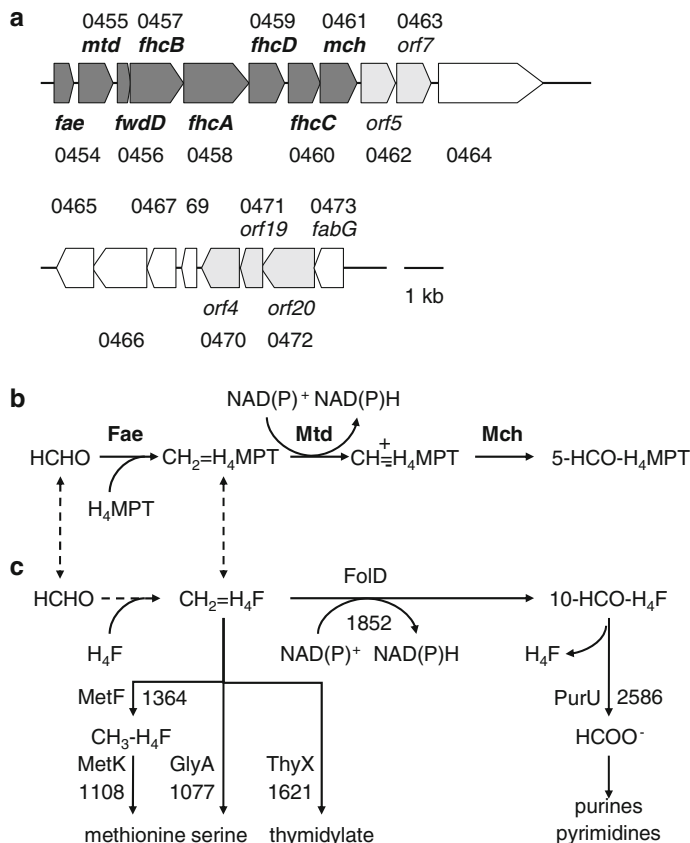 a
0455 0457 0459 0461 0463
mtd fhcB fhcD mch orf7
fae fwdD fhcA fhcC orf5
0454 0456 0458 0460 0462 0464
0465 0467 69 0471 0473
orf19 fabG
1 kb
orf4 orf20
0466 0470 0472
b
NAD(P)⁺ NAD(P)H
Fae Mtd Mch
HCHO CH₂=H₄MPT CH≡⁺H₄MPT 5-HCO-H₄MPT
H₄MPT
c
FolD
HCHO CH₂=H₄F 10-HCO-H₄F
1852
H₄F NAD(P)⁺ NAD(P)H H₄F
MetF 1364 PurU 2586
CH₃-H₄F HCOO⁻
MetK GlyA ThyX
1108 1077 1621
methionine serine thymidylate purines
pyrimidines